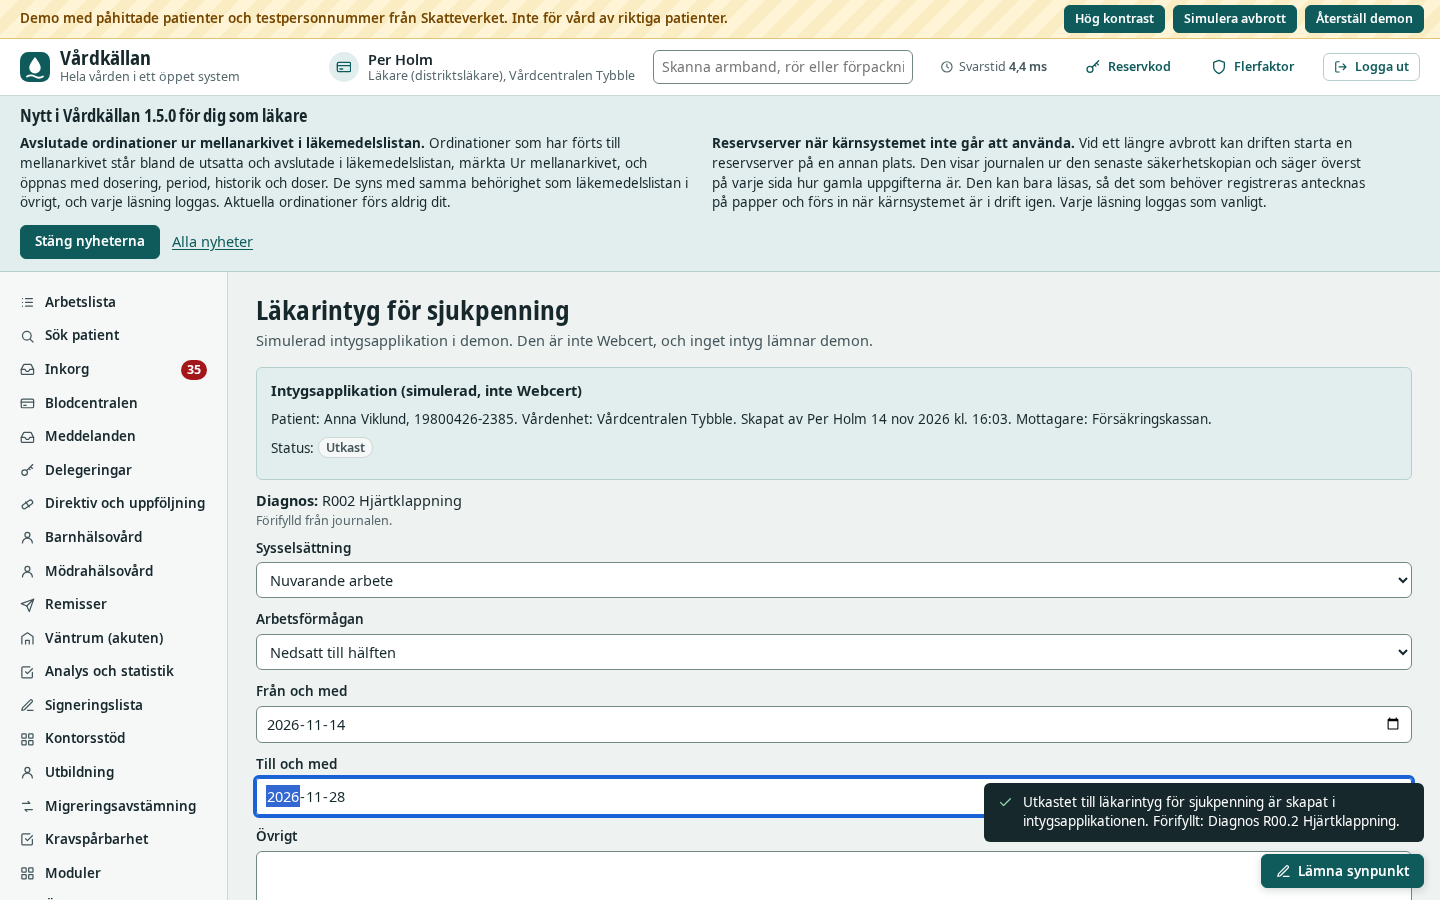 Demo med påhittade patienter och testpersonnummer från Skatteverket. Inte för vård av riktiga patienter.
Hög kontrast
Simulera avbrott
Återställ demon
Vårdkällan
Hela vården i ett öppet system
Per Holm
Läkare (distriktsläkare), Vårdcentralen Tybble
Skanna armband, rör eller förpackni
Svarstid 4,4 ms
Reservkod
Flerfaktor
Logga ut
Nytt i Vårdkällan 1.5.0 för dig som läkare
Avslutade ordinationer ur mellanarkivet i läkemedelslistan. Ordinationer som har förts till
mellanarkivet står bland de utsatta och avslutade i läkemedelslistan, märkta Ur mellanarkivet, och
öppnas med dosering, period, historik och doser. De syns med samma behörighet som läkemedelslistan i
övrigt, och varje läsning loggas. Aktuella ordinationer förs aldrig dit.
Reservserver när kärnsystemet inte går att använda. Vid ett längre avbrott kan driften starta en
reservserver på en annan plats. Den visar journalen ur den senaste säkerhetskopian och säger överst
på varje sida hur gamla uppgifterna är. Den kan bara läsas, så det som behöver registreras antecknas
på papper och förs in när kärnsystemet är i drift igen. Varje läsning loggas som vanligt.
Stäng nyheterna
Alla nyheter
Arbetslista
Sök patient
Inkorg
35
Blodcentralen
Meddelanden
Delegeringar
Direktiv och uppföljning
Barnhälsovård
Mödrahälsovård
Remisser
Väntrum (akuten)
Analys och statistik
Signeringslista
Kontorsstöd
Utbildning
Migreringsavstämning
Kravspårbarhet
Moduler
Läkarintyg för sjukpenning
Simulerad intygsapplikation i demon. Den är inte Webcert, och inget intyg lämnar demon.
Intygsapplikation (simulerad, inte Webcert)
Patient: Anna Viklund, 19800426-2385. Vårdenhet: Vårdcentralen Tybble. Skapat av Per Holm 14 nov 2026 kl. 16:03. Mottagare: Försäkringskassan.
Status: Utkast
Diagnos: R002 Hjärtklappning
Förifylld från journalen.
Sysselsättning
Nuvarande arbete
Arbetsförmågan
Nedsatt till hälften
Från och med
2026-11-14
Till och med
2026-11-28
Övrigt
Utkastet till läkarintyg för sjukpenning är skapat i
intygsapplikationen. Förifyllt: Diagnos R00.2 Hjärtklappning.
Lämna synpunkt